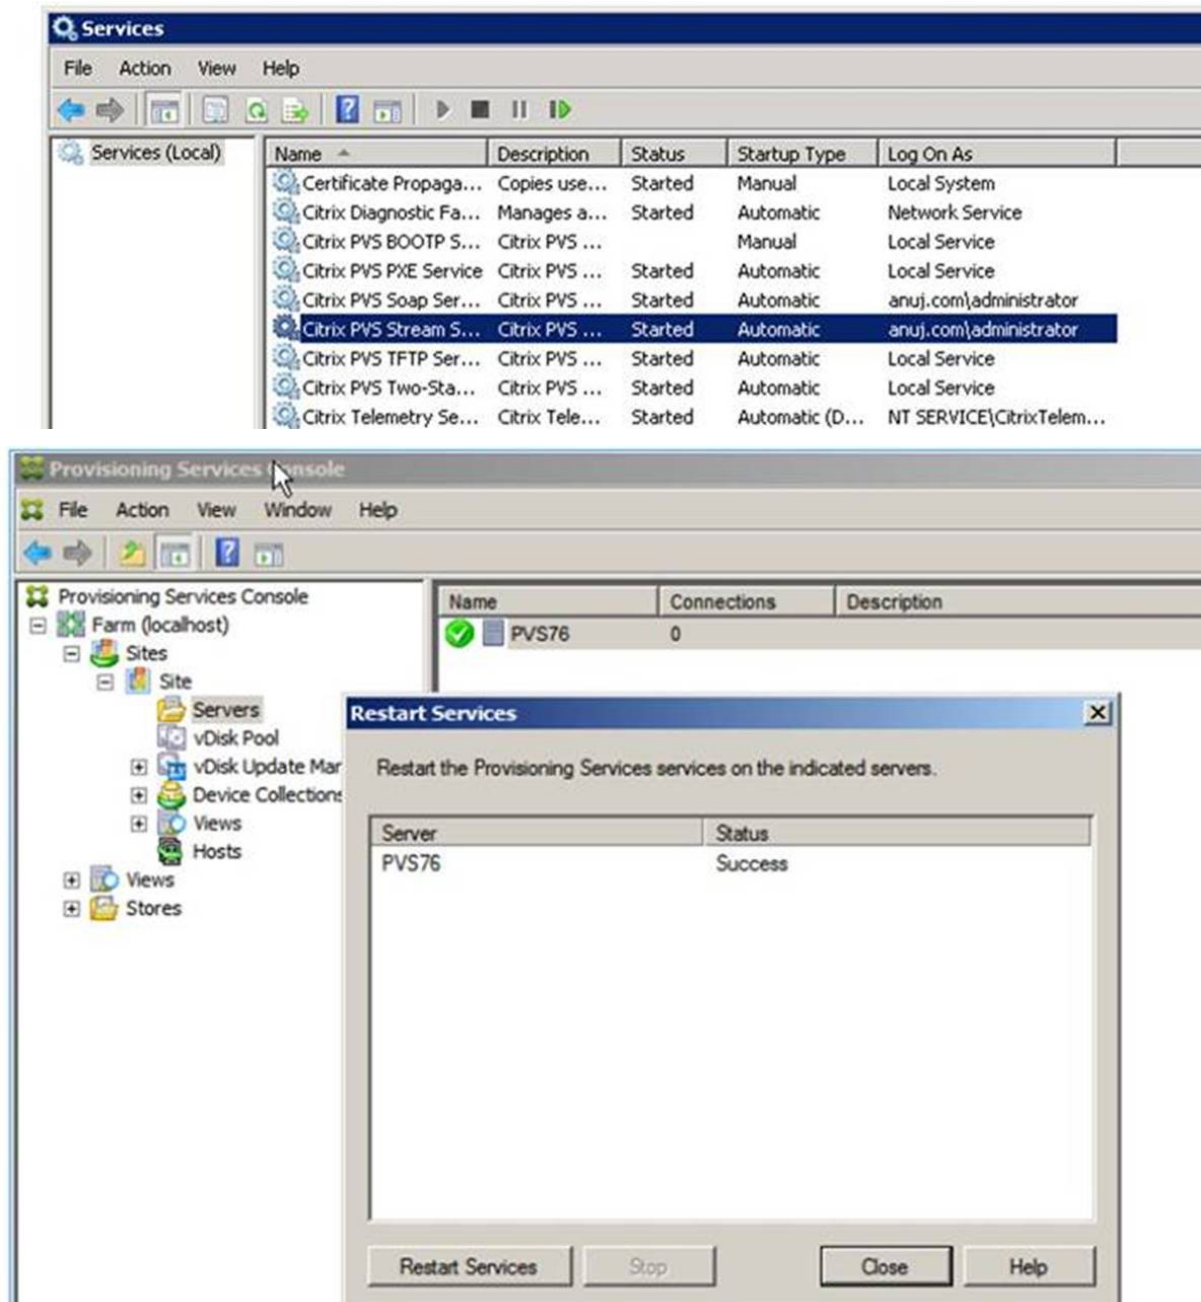 Services
File Action View Help
Services (Local)
Name Description Status Startup Type Log On As
Certificate Propaga... Copies use... Started Manual Local System
Citrix Diagnostic Fa... Manages a... Started Automatic Network Service
Citrix PVS BOOTP S... Citrix PVS ... Manual Local Service
Citrix PVS PXE Service Citrix PVS ... Started Automatic Local Service
Citrix PVS Soap Ser... Citrix PVS ... Started Automatic anuj.com\administrator
Citrix PVS Stream S... Citrix PVS ... Started Automatic anuj.com\administrator
Citrix PVS TFTP Ser... Citrix PVS ... Started Automatic Local Service
Citrix PVS Two-Sta... Citrix PVS ... Started Automatic Local Service
Citrix Telemetry Se... Citrix Tele... Started Automatic (D... NT SERVICE\CitrixTelem...
Provisioning Services Console
File Action View Window Help
Provisioning Services Console
Farm (localhost)
Sites
Site
Servers
vDisk Pool
vDisk Update Mar
Device Collections
Views
Hosts
Views
Stores
Name Connections Description
PVS76 0
Restart Services
Restart the Provisioning Services services on the indicated servers.
Server Status
PVS76 Success
Restart Services Stop Close Help